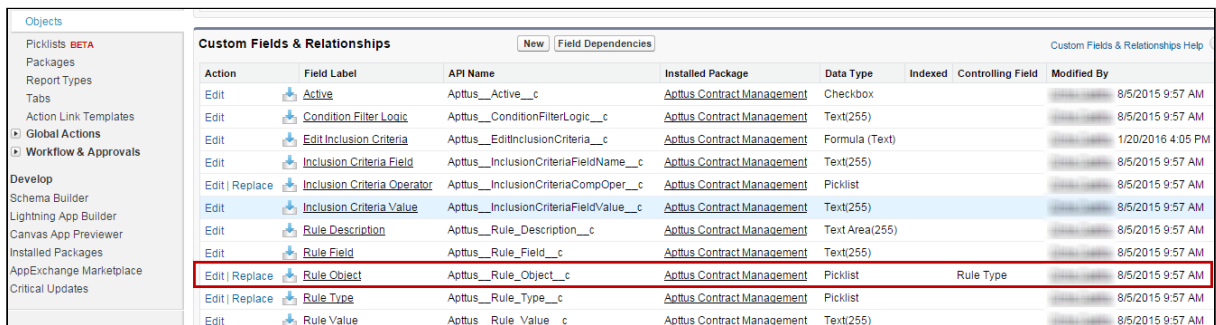 Objects
Picklists BETA
Packages
Report Types
Tabs
Action Link Templates
Global Actions
Workflow & Approvals
Develop
Schema Builder
Lightning App Builder
Canvas App Previewer
Installed Packages
AppExchange Marketplace
Critical Updates
Custom Fields & Relationships New Field Dependencies Custom Fields & Relationships Help
Action Field Label API Name Installed Package Data Type Indexed Controlling Field Modified By
Edit Active Apttus__Active__c Apttus Contract Management Checkbox 8/5/2015 9:57 AM
Edit Condition Filter Logic Apttus__ConditionFilterLogic__c Apttus Contract Management Text(255) 8/5/2015 9:57 AM
Edit Edit Inclusion Criteria Apttus__EditInclusionCriteria__c Apttus Contract Management Formula (Text) 1/20/2016 4:05 PM
Edit Inclusion Criteria Field Apttus__InclusionCriteriaFieldName__c Apttus Contract Management Text(255) 8/5/2015 9:57 AM
Edit | Replace Inclusion Criteria Operator Apttus__InclusionCriteriaCompOper__c Apttus Contract Management Picklist 8/5/2015 9:57 AM
Edit Inclusion Criteria Value Apttus__InclusionCriteriaFieldValue__c Apttus Contract Management Text(255) 8/5/2015 9:57 AM
Edit Rule Description Apttus__Rule_Description__c Apttus Contract Management Text Area(255) 8/5/2015 9:57 AM
Edit Rule Field Apttus__Rule_Field__c Apttus Contract Management Text(255) 8/5/2015 9:57 AM
Edit | Replace Rule Object Apttus__Rule_Object__c Apttus Contract Management Picklist Rule Type 8/5/2015 9:57 AM
Edit | Replace Rule Type Apttus__Rule_Type__c Apttus Contract Management Picklist 8/5/2015 9:57 AM
Edit Rule Value Apttus__Rule_Value__c Apttus Contract Management Text(255) 8/5/2015 9:57 AM